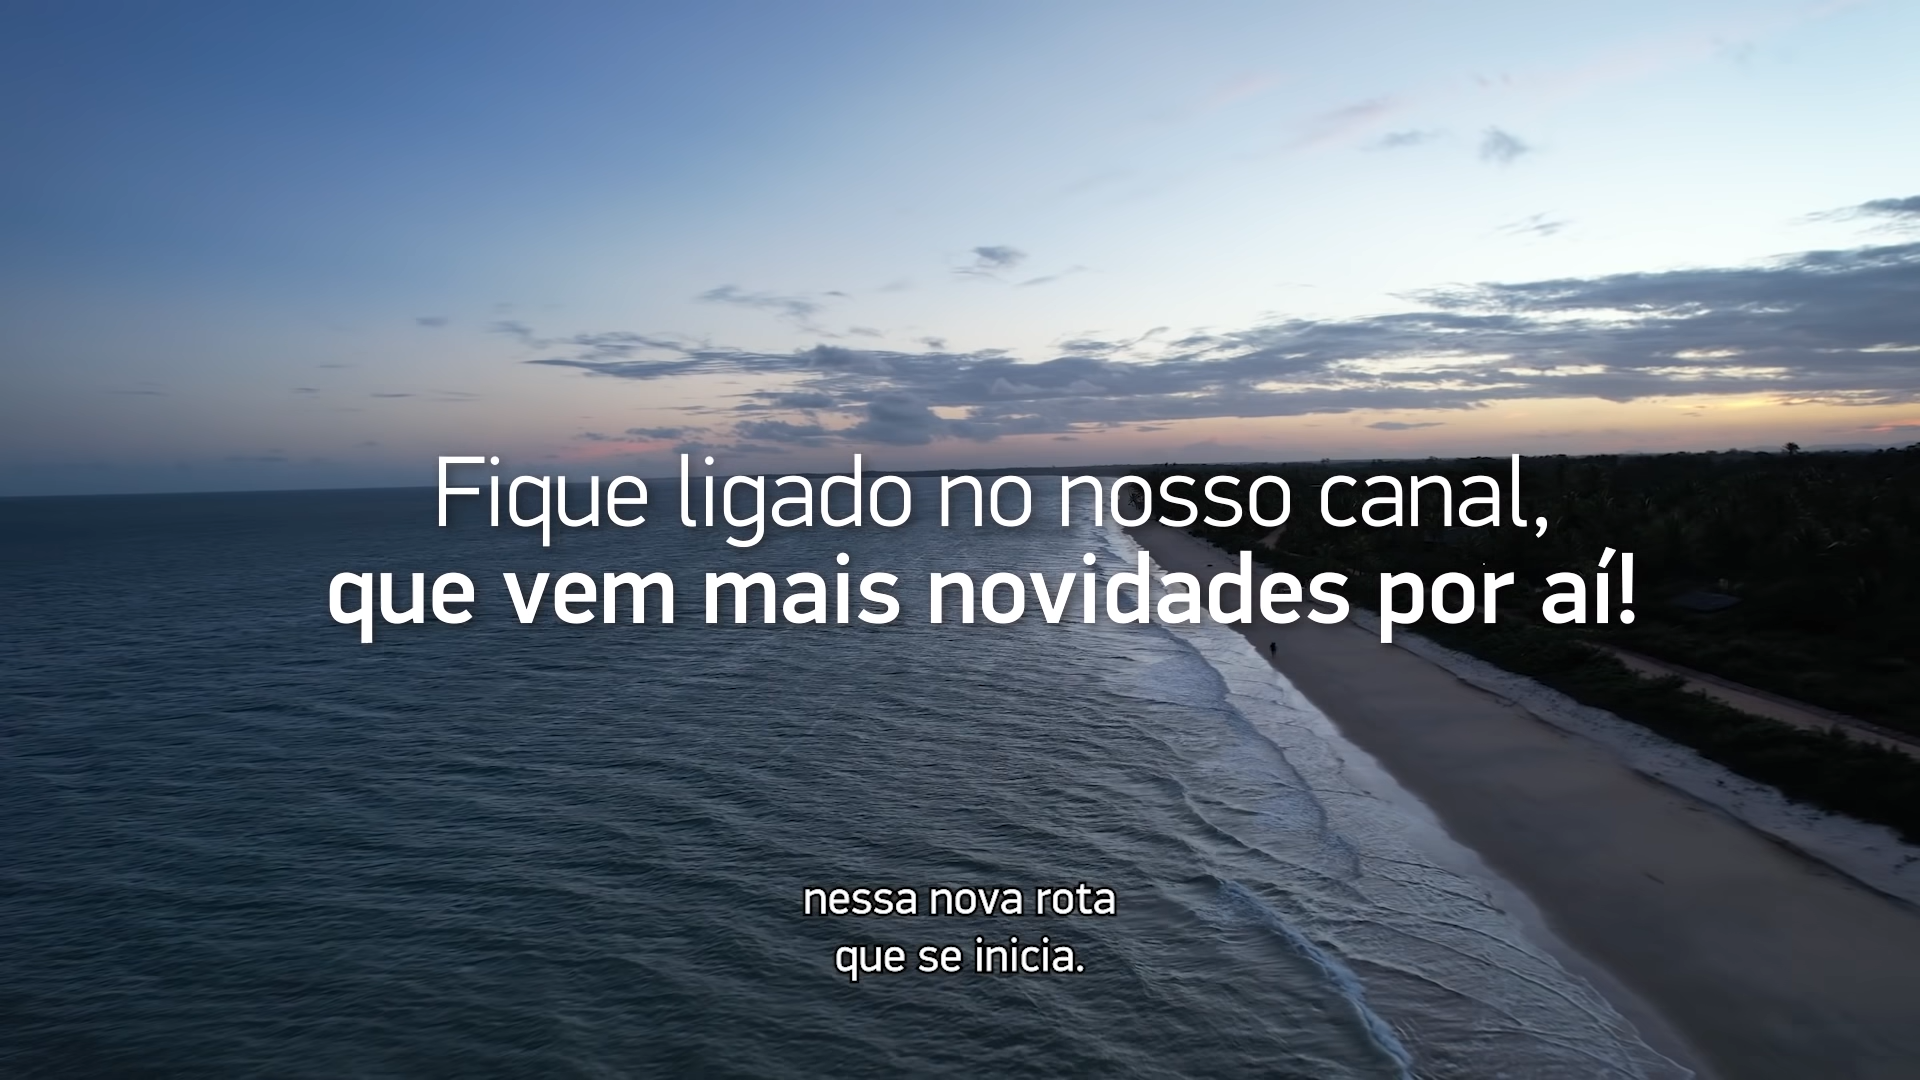 Fique ligado no nosso canal,
que vem mais novidades por aí!
nessa nova rota
que se inicia.